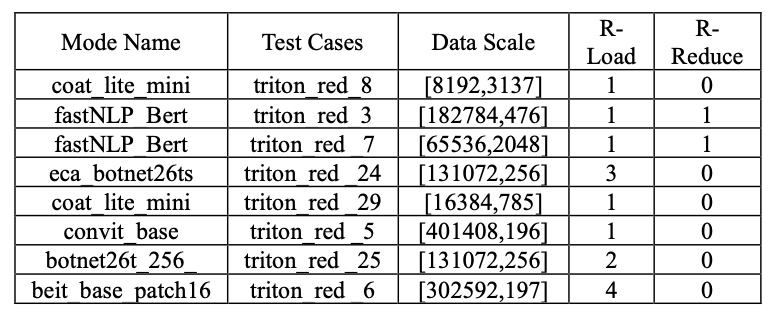 Mode Name Test Cases Data Scale R-Load R-Reduce
coat_lite_mini triton_red_8 [8192,3137] 1 0
fastNLP_Bert triton_red_3 [182784,476] 1 1
fastNLP_Bert triton_red_7 [65536,2048] 1 1
eca_botnet26ts triton_red_24 [131072,256] 3 0
coat_lite_mini triton_red_29 [16384,785] 1 0
convit_base triton_red_5 [401408,196] 1 0
botnet26t_256_ triton_red_25 [131072,256] 2 0
beit_base_patch16 triton_red_6 [302592,197] 4 0